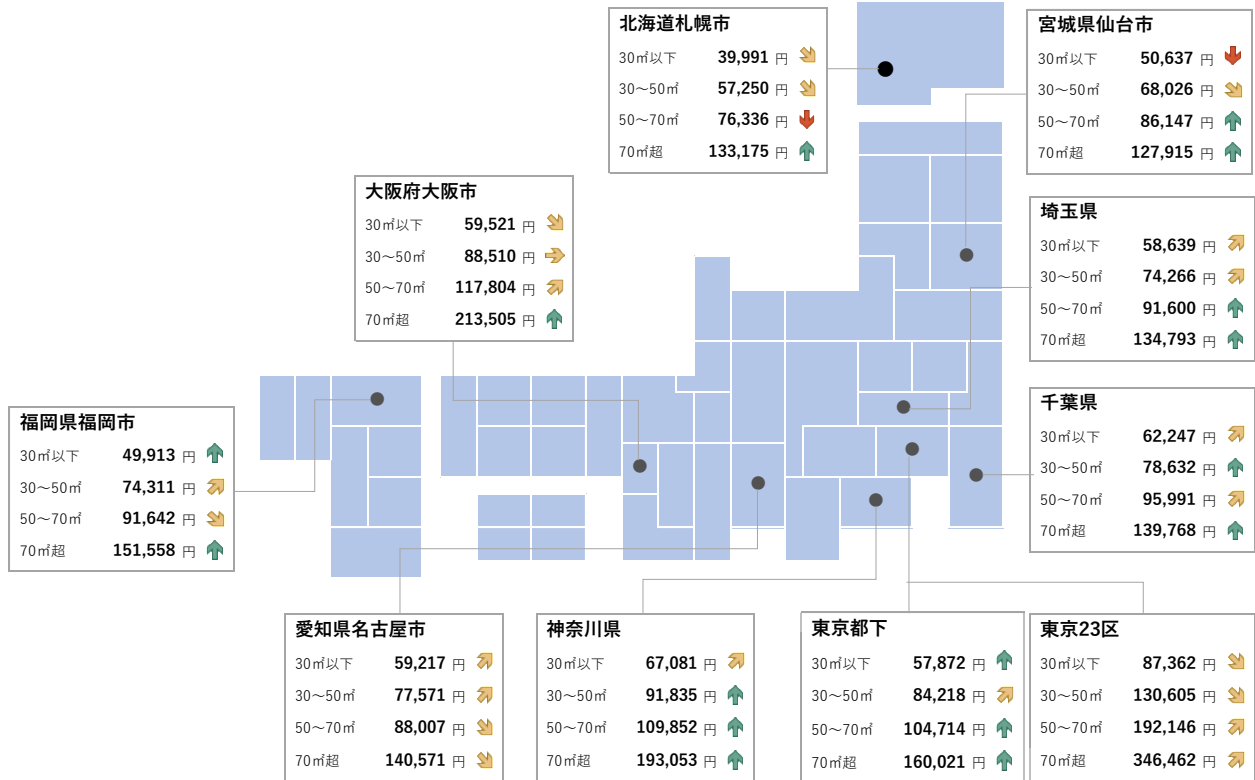 北海道札幌市
30㎡以下 39,991 円
30～50㎡ 57,250 円
50～70㎡ 76,336 円
70㎡超 133,175 円
宮城県仙台市
30㎡以下 50,637 円
30～50㎡ 68,026 円
50～70㎡ 86,147 円
70㎡超 127,915 円
大阪府大阪市
30㎡以下 59,521 円
30～50㎡ 88,510 円
50～70㎡ 117,804 円
70㎡超 213,505 円
埼玉県
30㎡以下 58,639 円
30～50㎡ 74,266 円
50～70㎡ 91,600 円
70㎡超 134,793 円
千葉県
30㎡以下 62,247 円
30～50㎡ 78,632 円
50～70㎡ 95,991 円
70㎡超 139,768 円
福岡県福岡市
30㎡以下 49,913 円
30～50㎡ 74,311 円
50～70㎡ 91,642 円
70㎡超 151,558 円
愛知県名古屋市
30㎡以下 59,217 円
30～50㎡ 77,571 円
50～70㎡ 88,007 円
70㎡超 140,571 円
神奈川県
30㎡以下 67,081 円
30～50㎡ 91,835 円
50～70㎡ 109,852 円
70㎡超 193,053 円
東京都下
30㎡以下 57,872 円
30～50㎡ 84,218 円
50～70㎡ 104,714 円
70㎡超 160,021 円
東京23区
30㎡以下 87,362 円
30～50㎡ 130,605 円
50～70㎡ 192,146 円
70㎡超 346,462 円